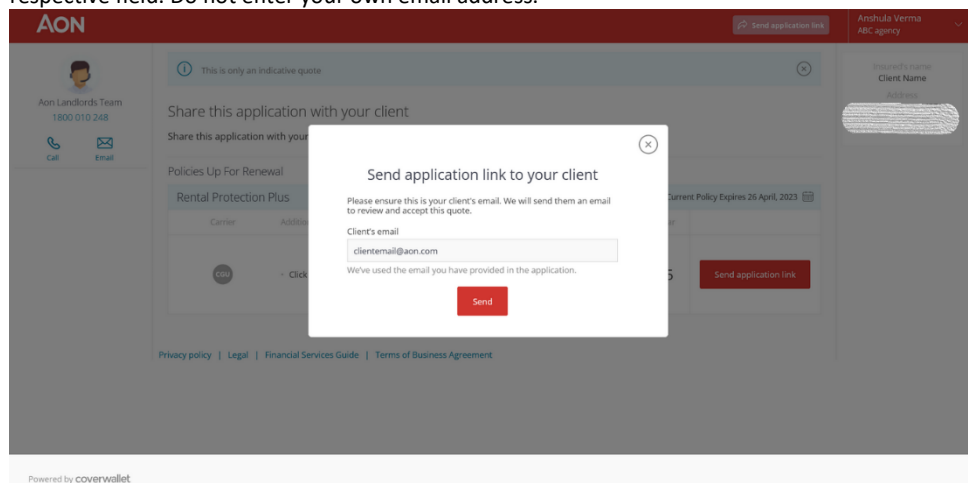 respective field. Do not enter your own email address.
AON
Send application link
Anshula Verma
ABC agency
This is only an indicative quote
Insured's name
Client Name
Address
Aon Landlords Team
1800 010 248
Call
Email
Share this application with your client
Share this application with your
Policies Up For Renewal
Rental Protection Plus
Current Policy Expires 26 April, 2023
Carrier
CGU
- Click
5
Send application link
Send application link to your client
Please ensure this is your client's email. We will send them an email
to review and accept this quote.
Client's email
clientemail@aon.com
We've used the email you have provided in the application.
Send
Privacy policy | Legal | Financial Services Guide | Terms of Business Agreement
Powered by coverwallet